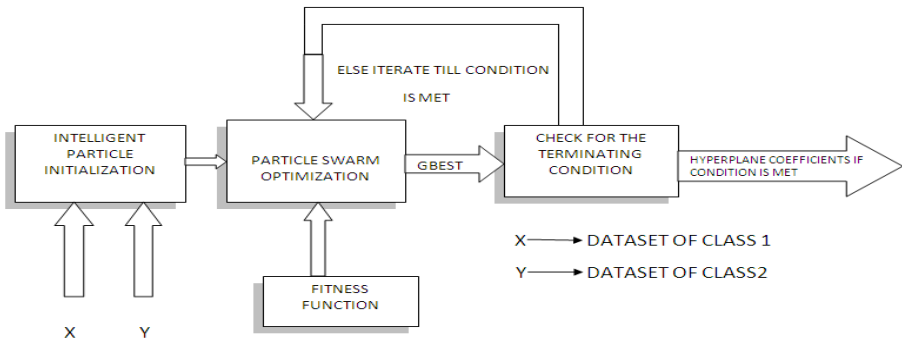 ELSE ITERATE TILL CONDITION
IS MET
INTELLIGENT
PARTICLE
INITIALIZATION
PARTICLE SWARM
OPTIMIZATION
GBEST
CHECK FOR THE
TERMINATING
CONDITION
HYPERPLANE COEFFICIENTS IF
CONDITION IS MET
X DATASET OF CLASS 1
Y DATASET OF CLASS2
FITNESS
FUNCTION
X Y